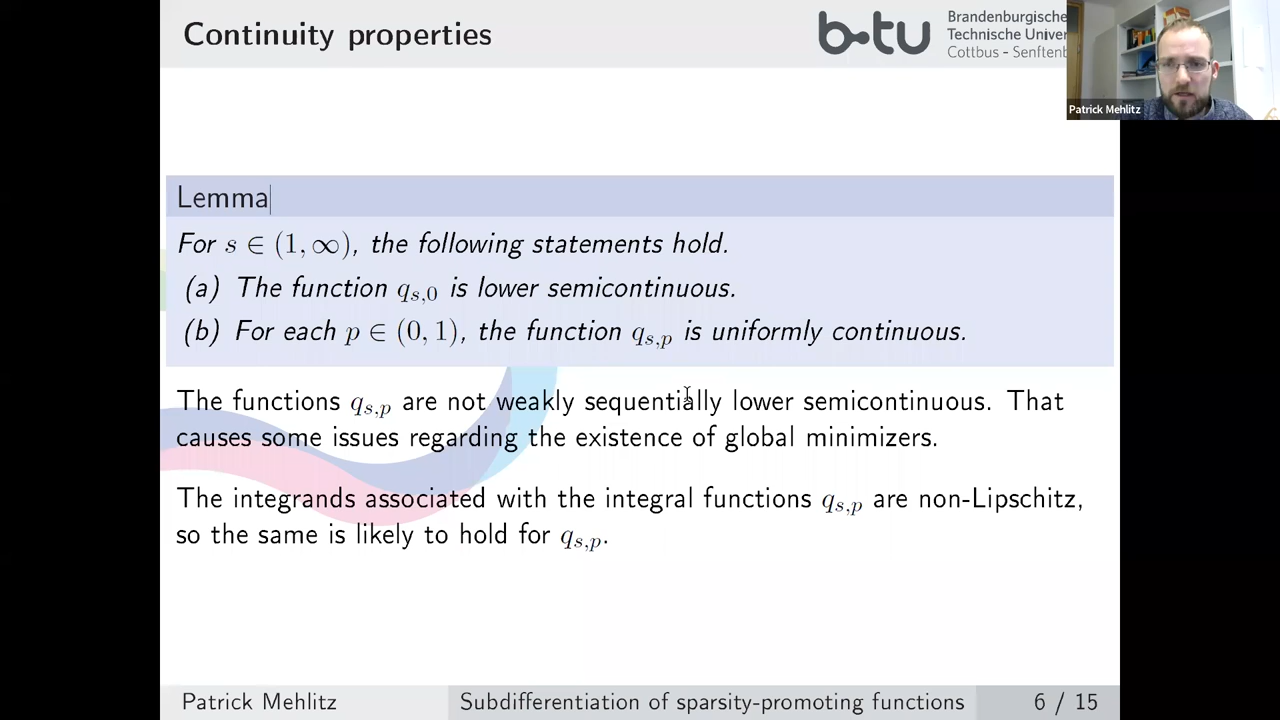 Continuity properties
b-tu
Brandenburgische
Technische Univer
Cottbus - Senftenb
Patrick Mehlitz
Lemma
For s ∈ (1, ∞), the following statements hold.
(a) The function q_{s,0} is lower semicontinuous.
(b) For each p ∈ (0, 1), the function q_{s,p} is uniformly continuous.
The functions q_{s,p} are not weakly sequentially lower semicontinuous. That
causes some issues regarding the existence of global minimizers.
The integrands associated with the integral functions q_{s,p} are non-Lipschitz,
so the same is likely to hold for q_{s,p}.
Patrick Mehlitz
Subdifferentiation of sparsity-promoting functions
6 / 15